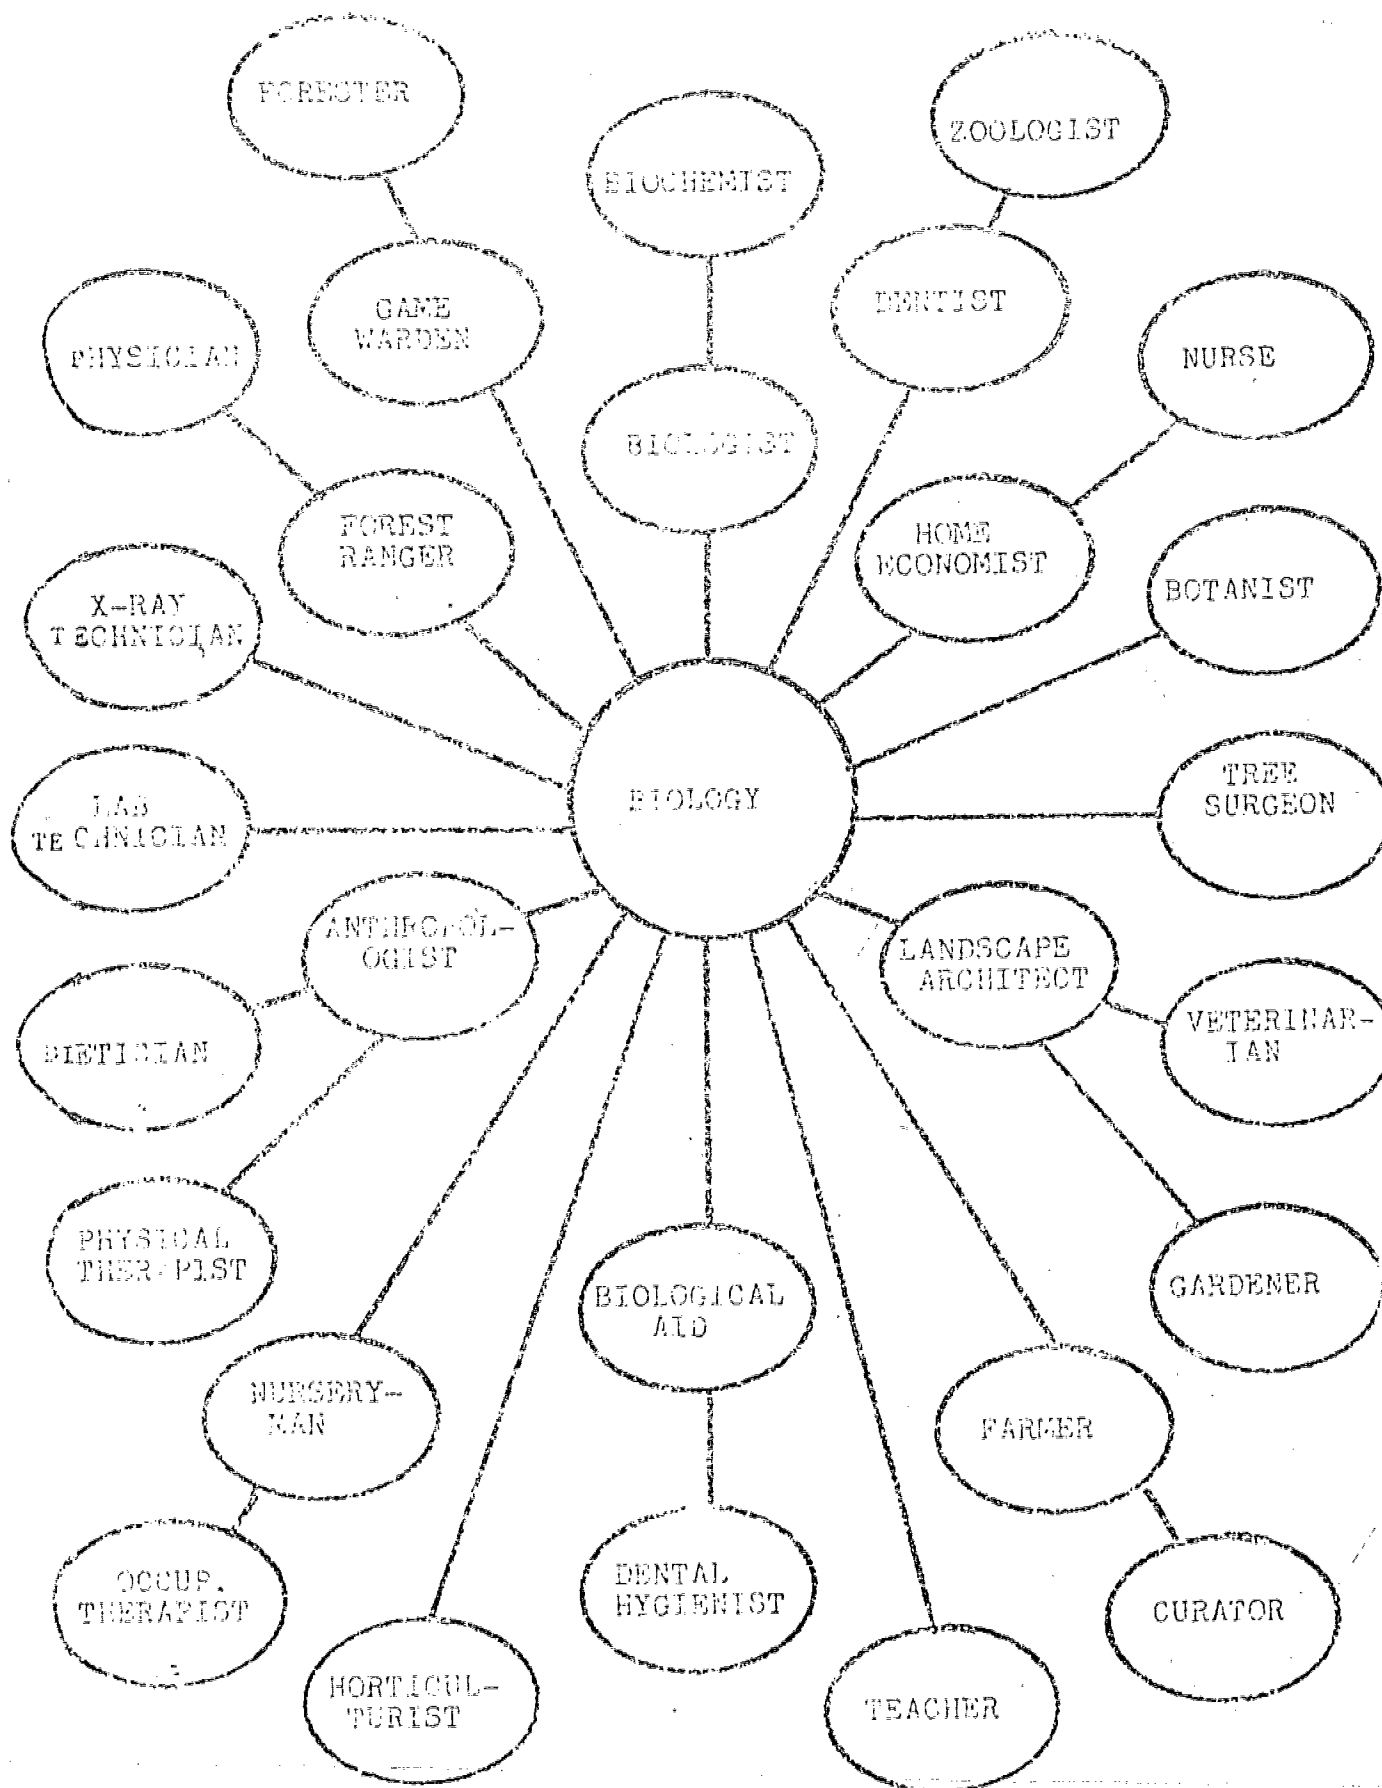 FORESTER
ZOOLOGIST
BIOCHEMIST
GAME
WARDEN
DENTIST
PHYSICIAN
NURSE
BIOLOGIST
FOREST
RANGER
HOME
ECONOMIST
X-RAY
TECHNICIAN
BOTANIST
BIOLOGY
TREE
SURGEON
LAB
TECHNICIAN
ANTHROPOL-
OGIST
LANDSCAPE
ARCHITECT
DIETICIAN
VETERINAR-
IAN
PHYSICAL
THERAPIST
BIOLOGICAL
AID
GARDENER
NURSERY-
MAN
FARMER
OCCUP.
THERAPIST
DENTAL
HYGIENIST
CURATOR
HORTICUL-
TURIST
TEACHER